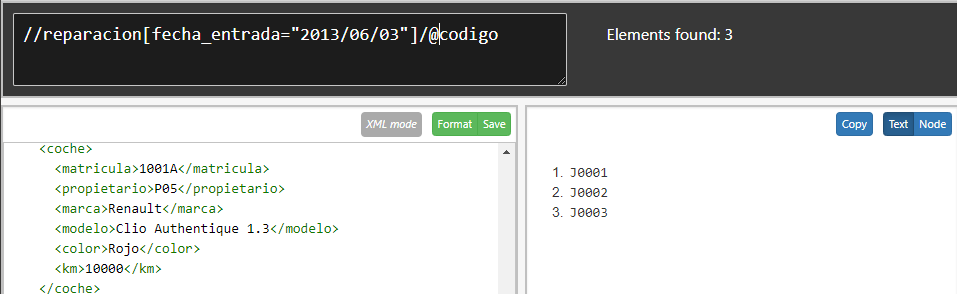 //reparacion[fecha_entrada="2013/06/03"]/@codigo
Elements found: 3
XML mode Format Save
Copy Text Node
<coche>
<matricula>1001A</matricula>
<propietario>P05</propietario>
<marca>Renault</marca>
<modelo>Clio Authentique 1.3</modelo>
<color>Rojo</color>
<km>10000</km>
</coche>
1. J0001
2. J0002
3. J0003